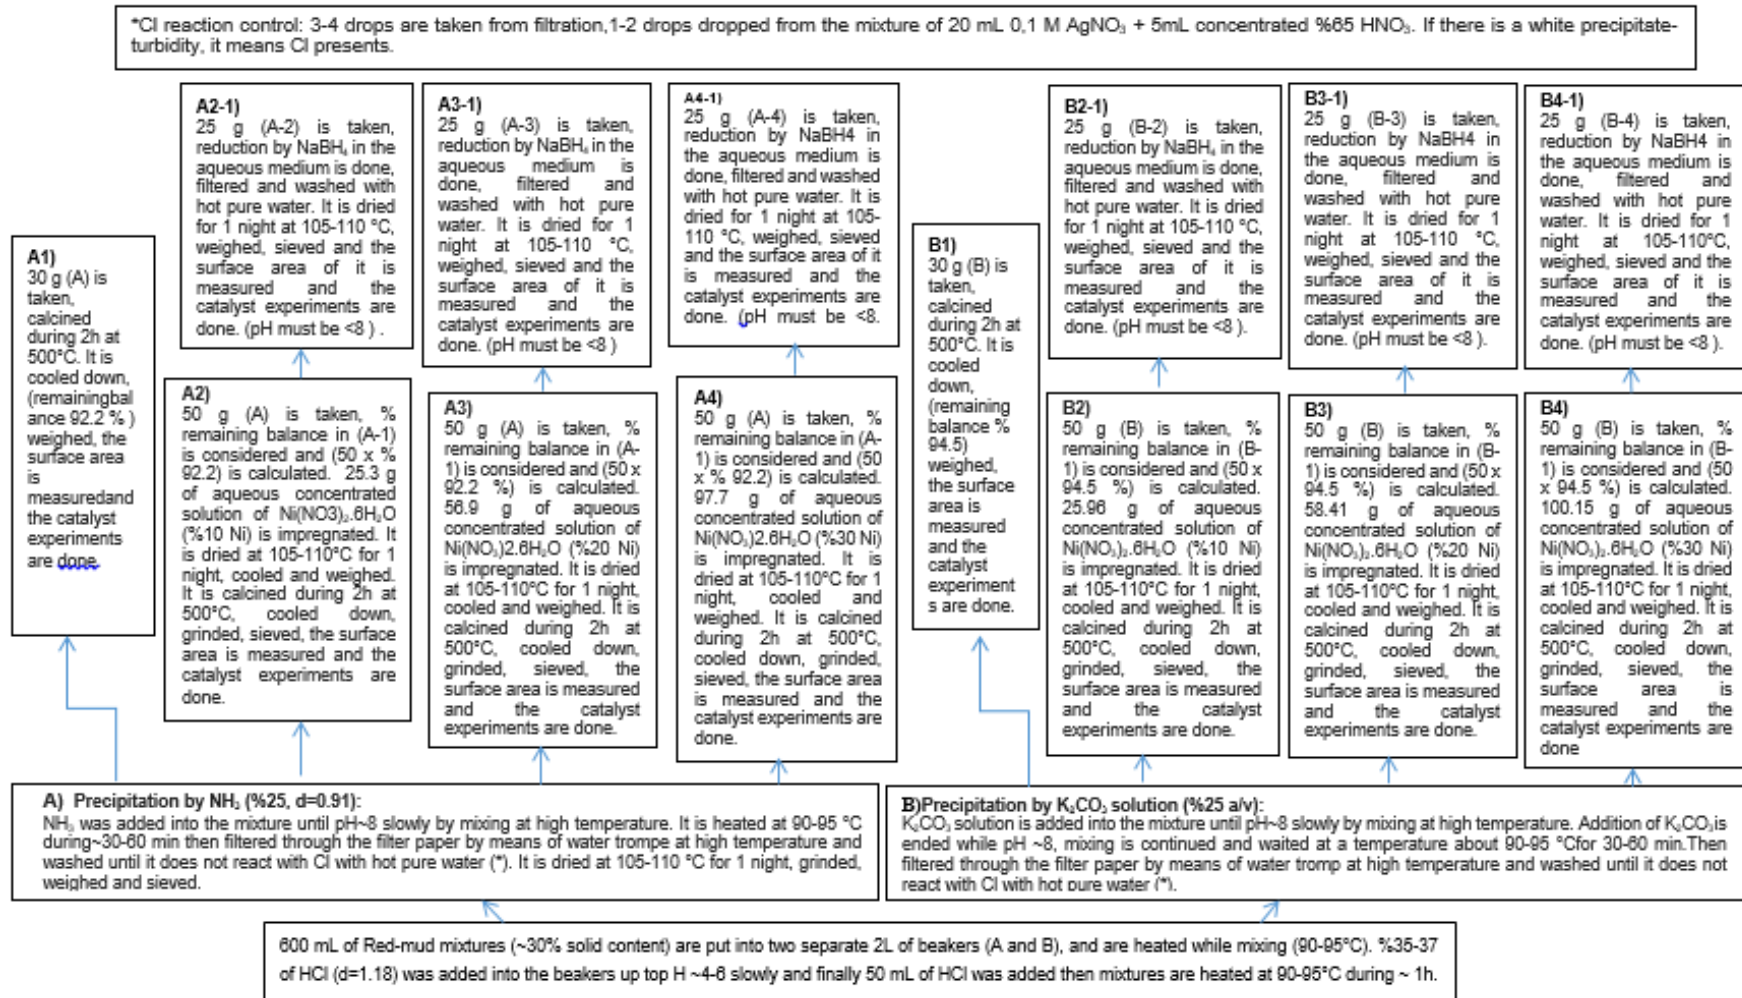 *Cl reaction control: 3-4 drops are taken from filtration,1-2 drops dropped from the mixture of 20 mL 0,1 M AgNO₃ + 5mL concentrated %65 HNO₃. If there is a white precipitate-
turbidity, it means Cl presents.
A2-1)
25 g (A-2) is taken,
reduction by NaBH₄ in the
aqueous medium is done,
filtered and washed with
hot pure water. It is dried
for 1 night at 105-110 °C,
weighed, sieved and the
surface area of it is
measured and the
catalyst experiments are
done. (pH must be <8 ) .
A3-1)
25 g (A-3) is taken,
reduction by NaBH₄ in the
aqueous medium is
done, filtered and
washed with hot pure
water. It is dried for 1
night at 105-110 °C,
weighed, sieved and the
surface area of it is
measured and the
catalyst experiments are
done. (pH must be <8 )
A4-1)
25 g (A-4) is taken,
reduction by NaBH4 in
the aqueous medium is
done, filtered and washed
with hot pure water. It is
dried for 1 night at 105-
110 °C, weighed, sieved
and the surface area of it
is measured and the
catalyst experiments are
done. (pH must be <8.
B2-1)
25 g (B-2) is taken,
reduction by NaBH₄ in the
aqueous medium is done,
filtered and washed with
hot pure water. It is dried
for 1 night at 105-110 °C,
weighed, sieved and the
surface area of it is
measured and the
catalyst experiments are
done. (pH must be <8 ).
B3-1)
25 g (B-3) is taken,
reduction by NaBH4 in
the aqueous medium is
done, filtered and
washed with hot pure
water. It is dried for 1
night at 105-110 °C,
weighed, sieved and the
surface area of it is
measured and the
catalyst experiments are
done. (pH must be <8 ).
B4-1)
25 g (B-4) is taken,
reduction by NaBH4 in
the aqueous medium is
done, filtered and
washed with hot pure
water. It is dried for 1
night at 105-110°C,
weighed, sieved and the
surface area of it is
measured and the
catalyst experiments are
done. (pH must be <8 ).
A1)
30 g (A) is
taken,
calcined
during 2h at
500°C. It is
cooled down,
(remainingbal
ance 92.2 % )
weighed, the
surface area
is
measuredand
the catalyst
experiments
are done.
A2)
50 g (A) is taken, %
remaining balance in (A-1)
is considered and (50 x %
92.2) is calculated. 25.3 g
of aqueous concentrated
solution of Ni(NO3)₂.6H₂O
(%10 Ni) is impregnated. It
is dried at 105-110°C for 1
night, cooled and weighed.
It is calcined during 2h at
500°C, cooled down,
grinded, sieved, the surface
area is measured and the
catalyst experiments are
done.
A3)
50 g (A) is taken, %
remaining balance in (A-
1) is considered and (50 x
92.2 %) is calculated.
56.9 g of aqueous
concentrated solution of
Ni(NO₃)2.6H₂O (%20 Ni)
is impregnated. It is dried
at 105-110°C for 1 night,
cooled and weighed. It is
calcined during 2h at
500°C, cooled down,
grinded, sieved, the
surface area is measured
and the catalyst
experiments are done.
A4)
50 g (A) is taken, %
remaining balance in (A-
1) is considered and (50
x % 92.2) is calculated.
97.7 g of aqueous
concentrated solution of
Ni(NO₃)2.6H₂O (%30 Ni)
is impregnated. It is
dried at 105-110°C for 1
night, cooled and
weighed. It is calcined
during 2h at 500°C,
cooled down, grinded,
sieved, the surface area
is measured and the
catalyst experiments are
done.
B1)
30 g (B) is
taken,
calcined
during 2h at
500°C. It is
cooled
down,
(remaining
balance %
94.5)
weighed,
the surface
area is
measured
and the
catalyst
experiment
s are done.
B2)
50 g (B) is taken, %
remaining balance in (B-
1) is considered and (50 x
94.5 %) is calculated.
25.96 g of aqueous
concentrated solution of
Ni(NO₃)₂.6H₂O (%10 Ni)
is impregnated. It is dried
at 105-110°C for 1 night,
cooled and weighed. It is
calcined during 2h at
500°C, cooled down,
grinded, sieved, the
surface area is measured
and the catalyst
experiments are done.
B3)
50 g (B) is taken, %
remaining balance in (B-
1) is considered and (50 x
94.5 %) is calculated.
58.41 g of aqueous
concentrated solution of
Ni(NO₃)₂.6H₂O (%20 Ni)
is impregnated. It is dried
at 105-110°C for 1 night,
cooled and weighed. It is
calcined during 2h at
500°C, cooled down,
grinded, sieved, the
surface area is measured
and the catalyst
experiments are done.
B4)
50 g (B) is taken, %
remaining balance in (B-
1) is considered and (50
x 94.5 %) is calculated.
100.15 g of aqueous
concentrated solution of
Ni(NO₃)₂.6H₂O (%30 Ni)
is impregnated. It is dried
at 105-110°C for 1 night,
cooled and weighed. It is
calcined during 2h at
500°C, cooled down,
grinded, sieved, the
surface area is
measured and the
catalyst experiments are
done
A) Precipitation by NH₃ (%25, d=0.91):
NH₃ was added into the mixture until pH~8 slowly by mixing at high temperature. It is heated at 90-95 °C
during~30-60 min then filtered through the filter paper by means of water trompe at high temperature and
washed until it does not react with Cl with hot pure water (*). It is dried at 105-110 °C for 1 night, grinded,
weighed and sieved.
B)Precipitation by K₂CO₃ solution (%25 a/v):
K₂CO₃ solution is added into the mixture until pH~8 slowly by mixing at high temperature. Addition of K₂CO₃is
ended while pH ~8, mixing is continued and waited at a temperature about 90-95 °Cfor 30-60 min.Then
filtered through the filter paper by means of water tromp at high temperature and washed until it does not
react with Cl with hot pure water (*).
600 mL of Red-mud mixtures (~30% solid content) are put into two separate 2L of beakers (A and B), and are heated while mixing (90-95°C). %35-37
of HCl (d=1.18) was added into the beakers up top H ~4-6 slowly and finally 50 mL of HCl was added then mixtures are heated at 90-95°C during ~ 1h.